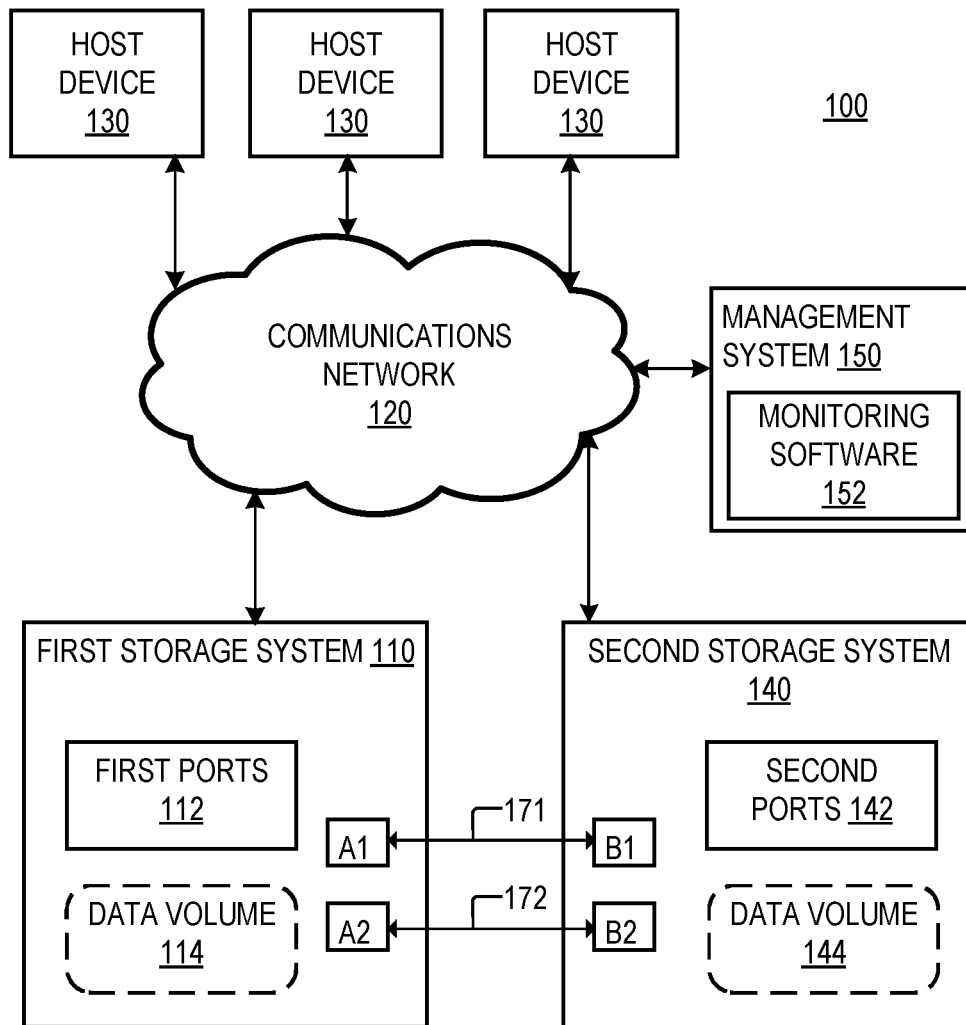 HOST
DEVICE
130
HOST
DEVICE
130
HOST
DEVICE
130
100
COMMUNICATIONS
NETWORK
120
MANAGEMENT
SYSTEM 150
MONITORING
SOFTWARE
152
FIRST STORAGE SYSTEM 110
FIRST PORTS
112
A1
A2
DATA VOLUME
114
171
172
SECOND STORAGE SYSTEM
140
SECOND
PORTS 142
B1
B2
DATA VOLUME
144